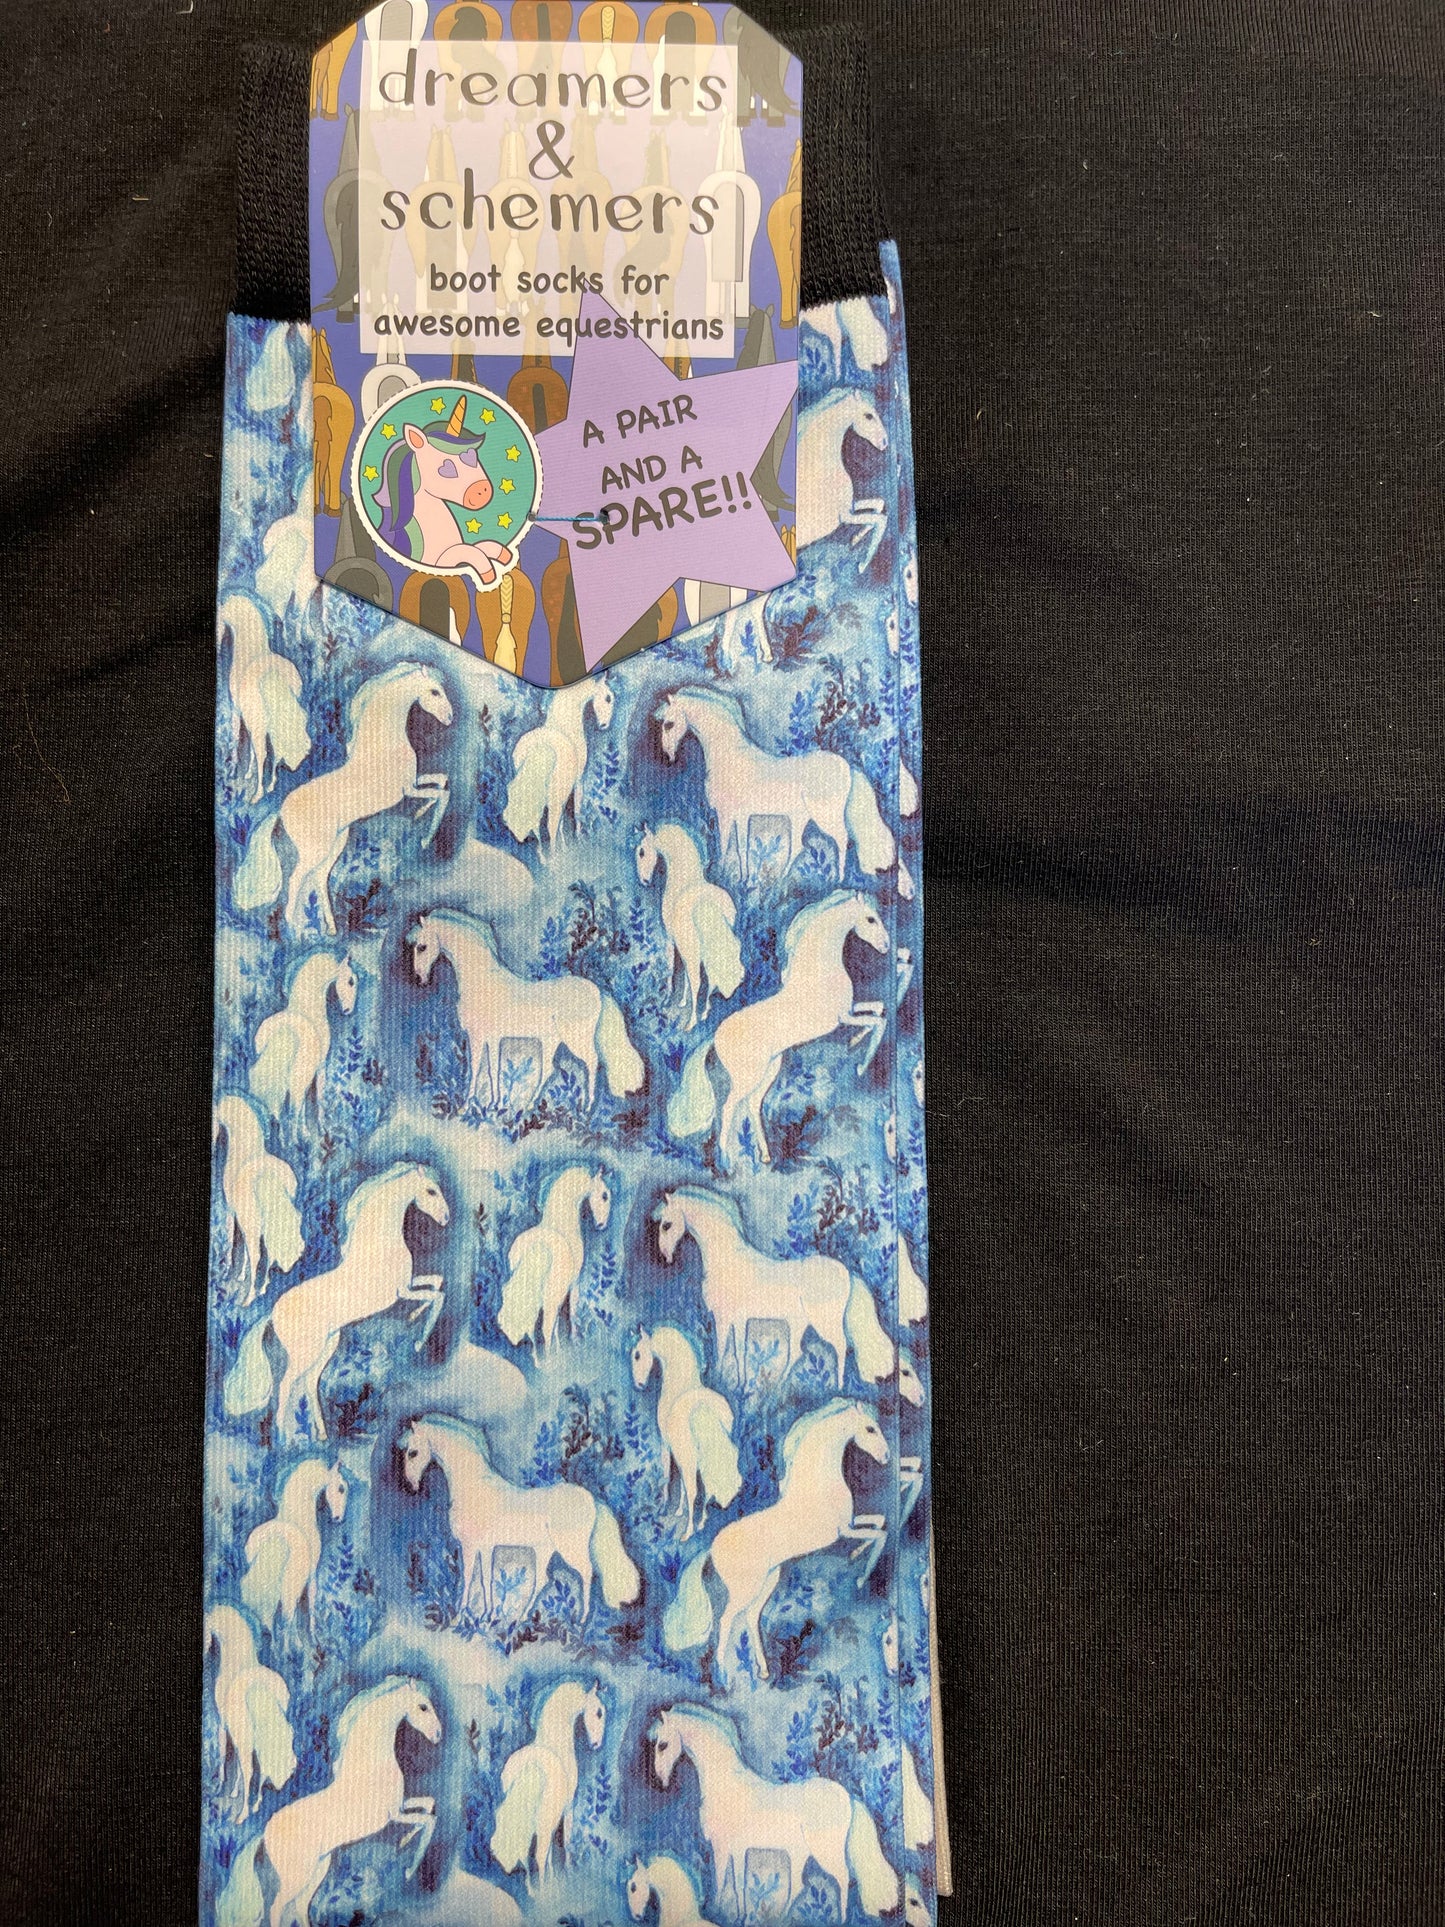 dreamers
&
schemers
boot socks for
awesome equestrians
A PAIR
AND A
SPARE!!